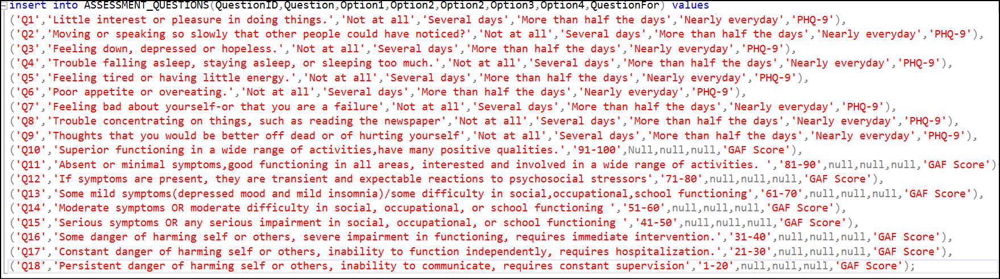 insert into ASSESSMENT_QUESTIONS(QuestionID,Question,Option1,Option2,Option2,Option3,Option4,QuestionFor) values
('Q1','Little interest or pleasure in doing things.','Not at all','Several days','More than half the days','Nearly everyday','PHQ-9'),
('Q2','Moving or speaking so slowly that other people could have noticed?','Not at all','Several days','More than half the days','Nearly everyday','PHQ-9'),
('Q3','Feeling down, depressed or hopeless.','Not at all','Several days','More than half the days','Nearly everyday','PHQ-9'),
('Q4','Trouble falling asleep, staying asleep, or sleeping too much.','Not at all','Several days','More than half the days','Nearly everyday','PHQ-9'),
('Q5','Feeling tired or having little energy.','Not at all','Several days','More than half the days','Nearly everyday','PHQ-9'),
('Q6','Poor appetite or overeating.','Not at all','Several days','More than half the days','Nearly everyday','PHQ-9'),
('Q7','Feeling bad about yourself-or that you are a failure','Not at all','Several days','More than half the days','Nearly everyday','PHQ-9'),
('Q8','Trouble concentrating on things, such as reading the newspaper','Not at all','Several days','More than half the days','Nearly everyday','PHQ-9'),
('Q9','Thoughts that you would be better off dead or of hurting yourself','Not at all','Several days','More than half the days','Nearly everyday','PHQ-9'),
('Q10','Superior functioning in a wide range of activities,have many positive qualities.','91-100',Null,null,null,'GAF Score'),
('Q11','Absent or minimal symptoms,good functioning in all areas, interested and involved in a wide range of activities. ','81-90',null,null,null,'GAF Score')
('Q12','If symptoms are present, they are transient and expectable reactions to psychosocial stressors','71-80',null,null,null,'GAF Score'),
('Q13','Some mild symptoms(depressed mood and mild insomnia)/some difficulty in social,occupational,school functioning','61-70',null,null,null,'GAF Score'),
('Q14','Moderate symptoms OR moderate difficulty in social, occupational, or school functioning ','51-60',null,null,null,'GAF Score'),
('Q15','Serious symptoms OR any serious impairment in social, occupational, or school functioning ','41-50',null,null,null,'GAF Score'),
('Q16','Some danger of harming self or others, severe impairment in functioning, requires immediate intervention.','31-40',null,null,null,'GAF Score'),
('Q17','Constant danger of harming self or others, inability to function independently, requires hospitalization.','21-30',null,null,null,'GAF Score'),
('Q18','Persistent danger of harming self or others, inability to communicate, requires constant supervision','1-20',null,null,null,'GAF Score');